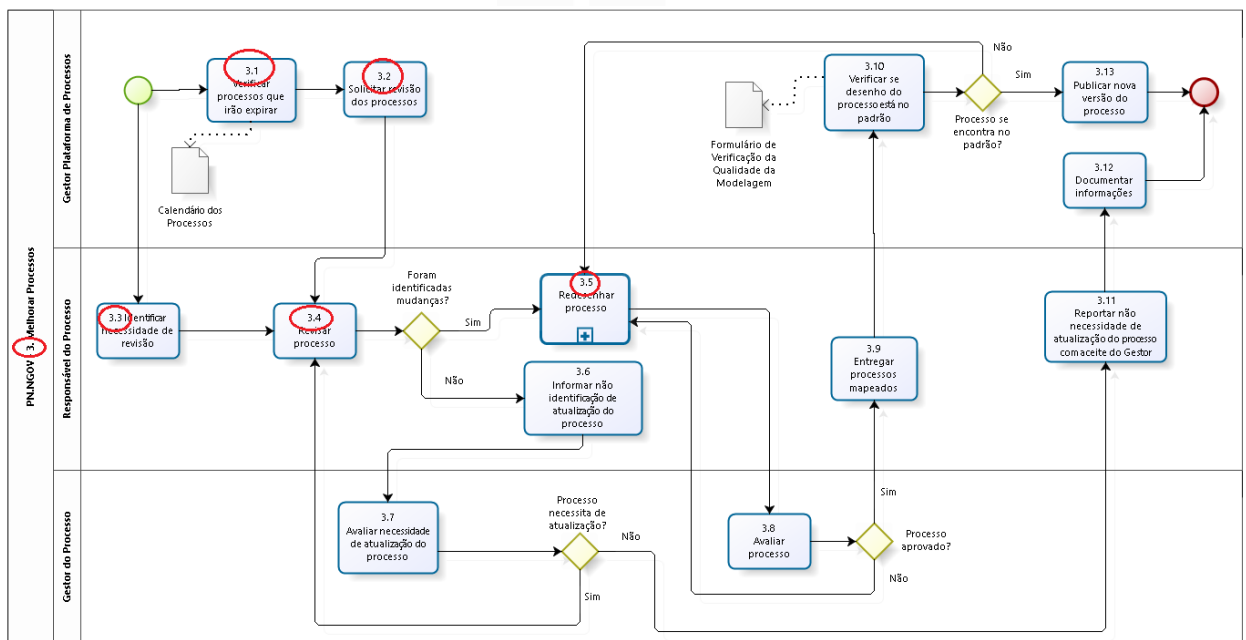 PN.NGOV 3. Melhorar Processos
Gestor Plataforma de Processos
3.1
Verificar
processos que
irão expirar
3.2
Solicitar revisão
dos processos
Calendário dos
Processos
Formulário de
Verificação da
Qualidade da
Modelagem
3.10
Verificar se
desenho do
processo está no
padrão
Não
Sim
Processo se
encontra no
padrão?
3.13
Publicar nova
versão do
processo
3.12
Documentar
informações
Responsável do Processo
3.3 Identificar
necessidade de
revisão
3.4
Revisar
processo
Foram
identificadas
mudanças?
Sim
Não
3.5
Redesenhar
processo
3.6
Informar não
identificação de
atualização do
processo
3.9
Entregar
processos
mapeados
3.11
Reportar não
necessidade de
atualização do processo
com aceite do Gestor
Gestor do Processo
3.7
Avaliar necessidade
de atualização do
processo
Processo
necessita de
atualização?
Não
Sim
3.8
Avaliar
processo
Sim
Processo
aprovado?
Não